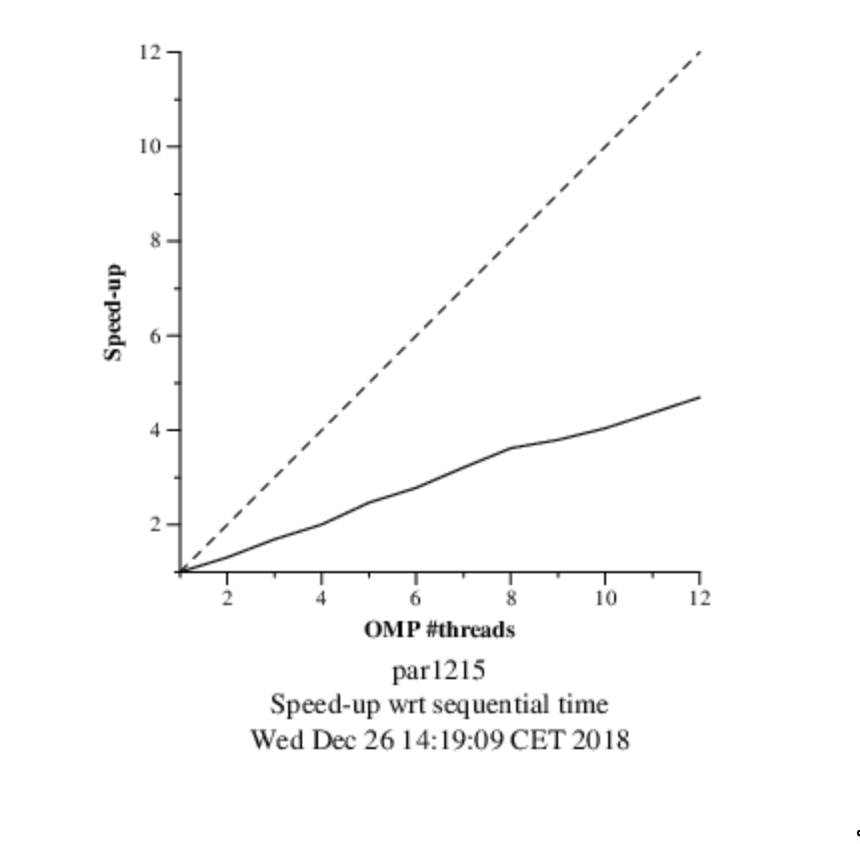 12
10
8
6
4
2
Speed-up
2 4 6 8 10 12
OMP #threads
par1215
Speed-up wrt sequential time
Wed Dec 26 14:19:09 CET 2018